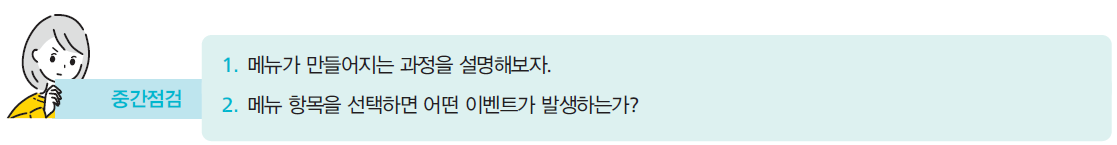 중간점검
1. 메뉴가 만들어지는 과정을 설명해보자.
2. 메뉴 항목을 선택하면 어떤 이벤트가 발생하는가?